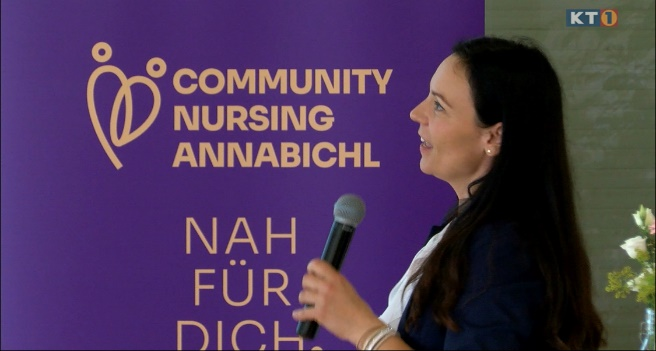 KT1
COMMUNITY
NURSING
ANNABICHL
NAH
FÜR
DICH.